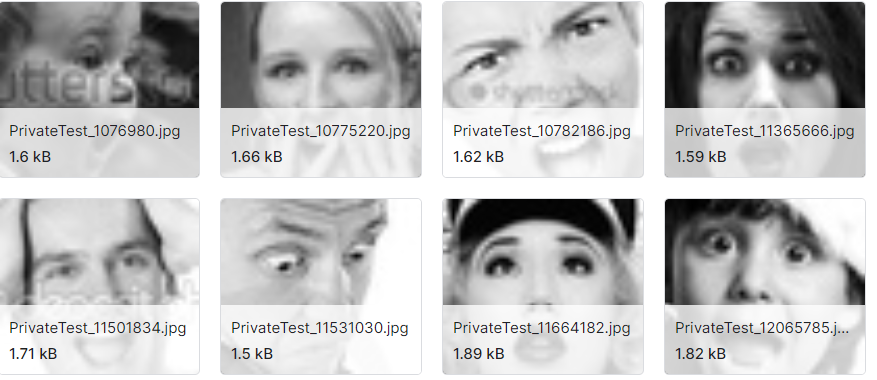 PrivateTest_1076980.jpg
1.6 kB
PrivateTest_10775220.jpg
1.66 kB
shutterstock
PrivateTest_10782186.jpg
1.62 kB
PrivateTest_11365666.jpg
1.59 kB
PrivateTest_11501834.jpg
1.71 kB
PrivateTest_11531030.jpg
1.5 kB
PrivateTest_11664182.jpg
1.89 kB
PrivateTest_12065785.j...
1.82 kB